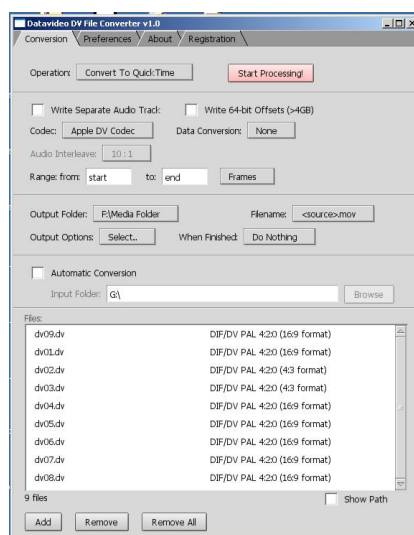 Datavideo DV File Converter v1.0
Conversion Preferences About Registration
Operation: Convert To QuickTime Start Processing!
Write Separate Audio Track Write 64-bit Offsets (>4GB)
Codec: Apple DV Codec Data Conversion: None
Audio Interleave: 10 : 1
Range: from: start to: end Frames
Output Folder: F:\Media Folder Filename: <source>.mov
Output Options: Select.. When Finished: Do Nothing
Automatic Conversion
Input Folder: G:\ Browse
Files:
dv09.dv DIF/DV PAL 4:2:0 (16:9 format)
dv01.dv DIF/DV PAL 4:2:0 (16:9 format)
dv02.dv DIF/DV PAL 4:2:0 (4:3 format)
dv03.dv DIF/DV PAL 4:2:0 (4:3 format)
dv04.dv DIF/DV PAL 4:2:0 (16:9 format)
dv05.dv DIF/DV PAL 4:2:0 (16:9 format)
dv06.dv DIF/DV PAL 4:2:0 (16:9 format)
dv07.dv DIF/DV PAL 4:2:0 (16:9 format)
dv08.dv DIF/DV PAL 4:2:0 (16:9 format)
9 files Show Path
Add Remove Remove All